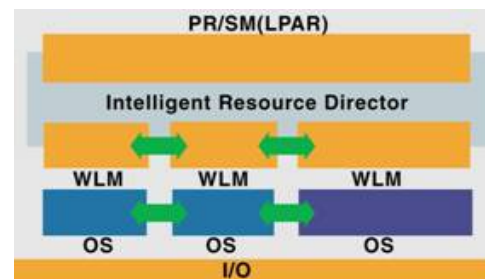 PR/SM(LPAR)
Intelligent Resource Director
WLM WLM WLM
OS OS OS
I/O